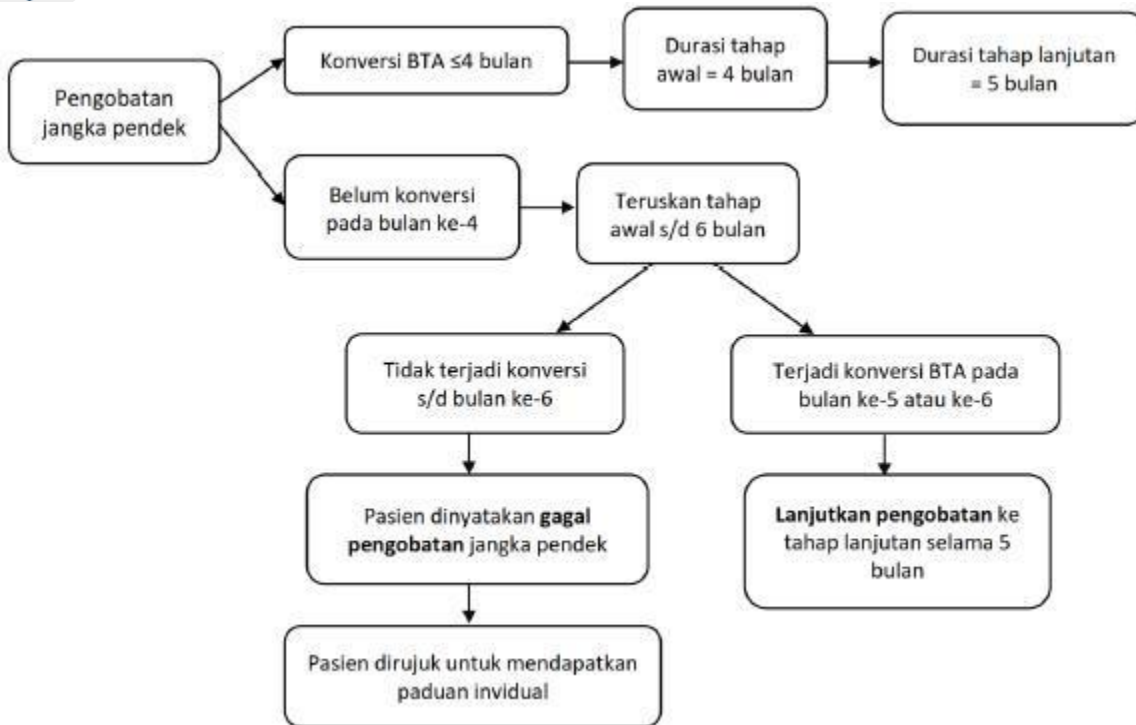 Pengobatan
jangka pendek
Konversi BTA ≤4 bulan
Durasi tahap
awal = 4 bulan
Durasi tahap lanjutan
= 5 bulan
Belum konversi
pada bulan ke-4
Teruskan tahap
awal s/d 6 bulan
Tidak terjadi konversi
s/d bulan ke-6
Terjadi konversi BTA pada
bulan ke-5 atau ke-6
Pasien dinyatakan gagal
pengobatan jangka pendek
Lanjutkan pengobatan ke
tahap lanjutan selama 5
bulan
Pasien dirujuk untuk mendapatkan
paduan invidual